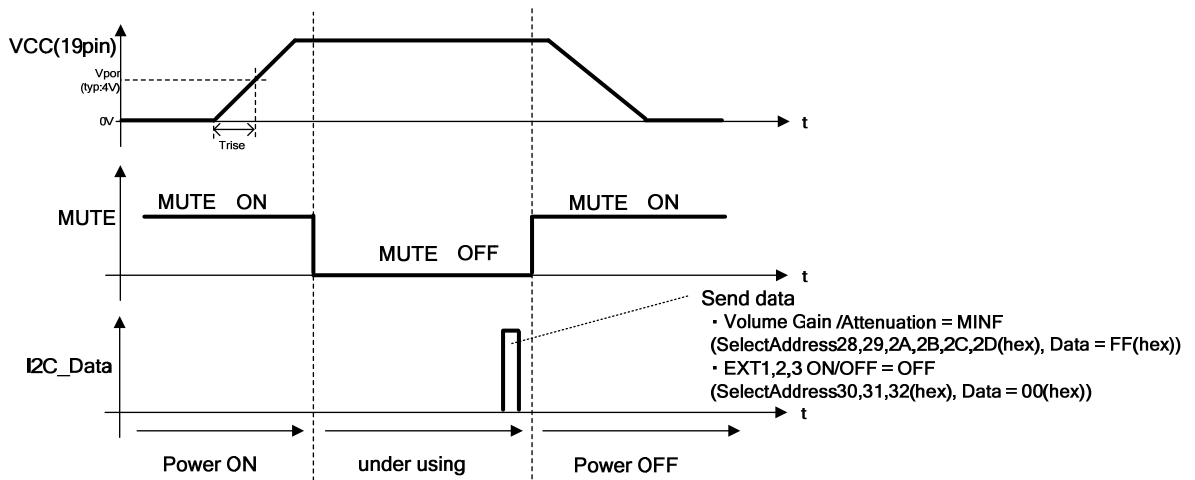 VCC(19pin)
Vpor
(typ:4V)
0V
Trise
t
MUTE
MUTE ON
MUTE OFF
MUTE ON
t
Send data
・Volume Gain /Attenuation = MINF
(SelectAddress28,29,2A,2B,2C,2D(hex), Data = FF(hex))
・EXT1,2,3 ON/OFF = OFF
(SelectAddress30,31,32(hex), Data = 00(hex))
I2C_Data
t
Power ON
under using
Power OFF